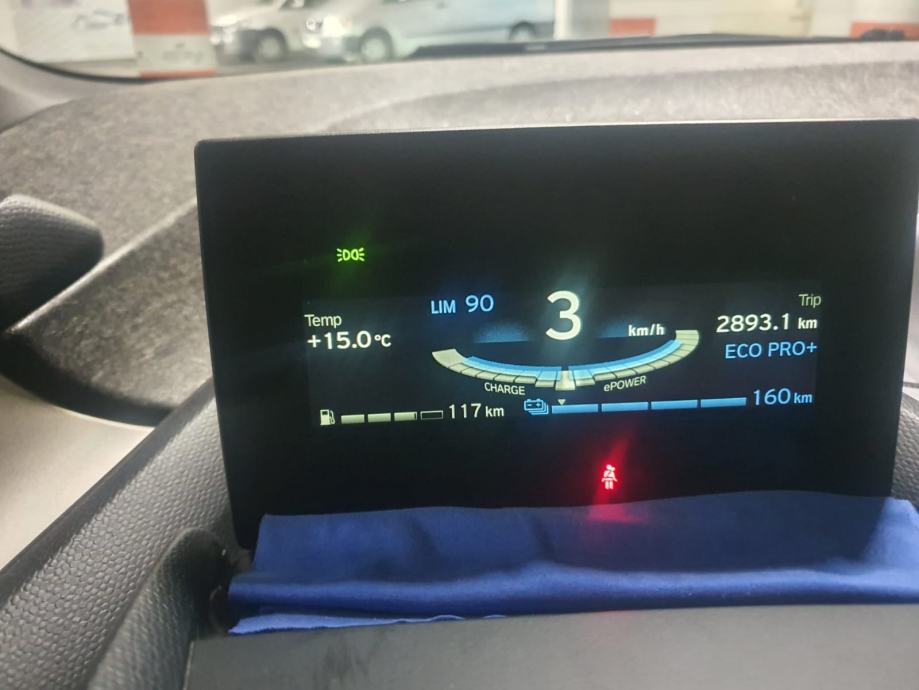 LIM 90
3
km/h
Trip
2893.1 km
Temp
+15.0°C
ECO PRO+
CHARGE
ePOWER
117 km
160 km